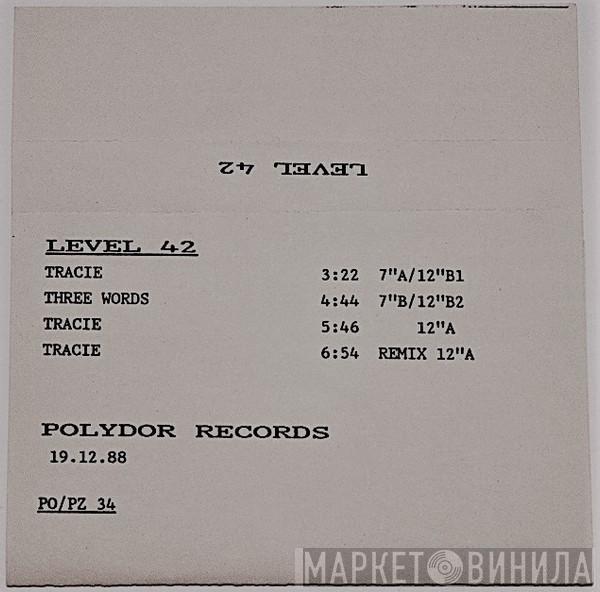 LEVEL 42
LEVEL 42
TRACIE 3:22 7"A/12"B1
THREE WORDS 4:44 7"B/12"B2
TRACIE 5:46 12"A
TRACIE 6:54 REMIX 12"A
POLYDOR RECORDS
19.12.88
PO/PZ 34
МАРКЕТ ВИНИЛА